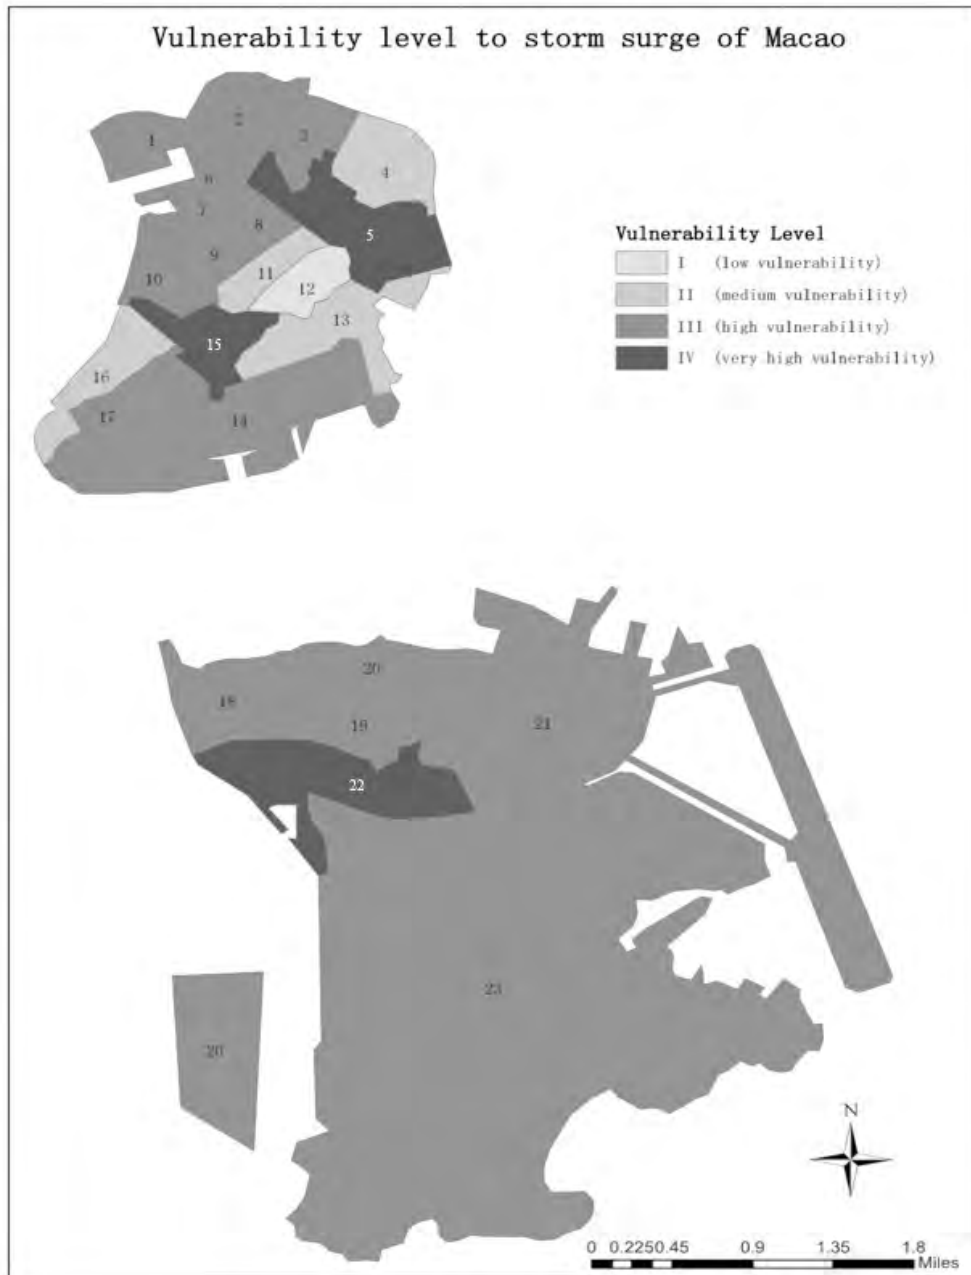 Vulnerability level to storm surge of Macao
2
1
3
4
6
7
8
5
9
11
10
12
13
15
16
17
14
Vulnerability Level
I (low vulnerability)
II (medium vulnerability)
III (high vulnerability)
IV (very high vulnerability)
20
18
19
21
22
23
20
N
0 0.225 0.45 0.9 1.35 1.8
Miles